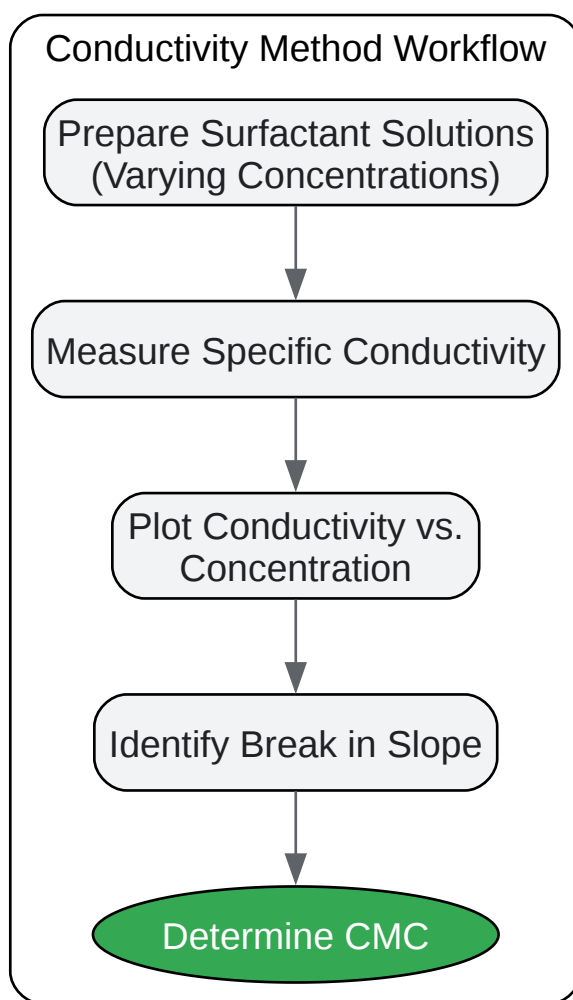 Conductivity Method Workflow
Prepare Surfactant Solutions
(Varying Concentrations)
Measure Specific Conductivity
Plot Conductivity vs.
Concentration
Identify Break in Slope
Determine CMC